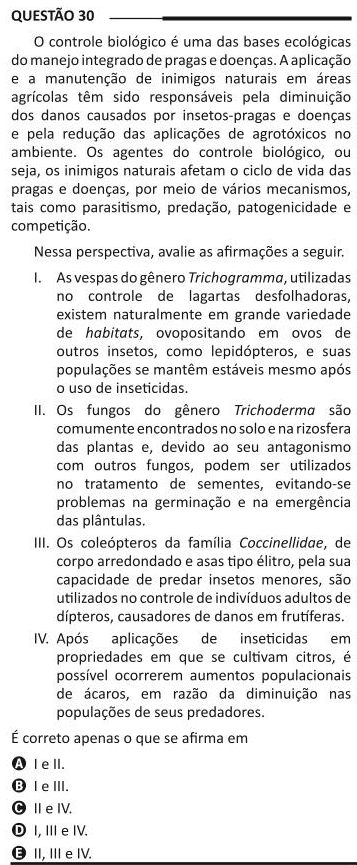 QUESTÃO 30
O controle biológico é uma das bases ecológicas
do manejo integrado de pragas e doenças. A aplicação
e a manutenção de inimigos naturais em áreas
agrícolas têm sido responsáveis pela diminuição
dos danos causados por insetos-pragas e doenças
e pela redução das aplicações de agrotóxicos no
ambiente. Os agentes do controle biológico, ou
seja, os inimigos naturais afetam o ciclo de vida das
pragas e doenças, por meio de vários mecanismos,
tais como parasitismo, predação, patogenicidade e
competição.
Nessa perspectiva, avalie as afirmações a seguir.
I. As vespas do gênero Trichogramma, utilizadas
no controle de lagartas desfolhadoras,
existem naturalmente em grande variedade
de habitats, ovopositando em ovos de
outros insetos, como lepidópteros, e suas
populações se mantêm estáveis mesmo após
o uso de inseticidas.
II. Os fungos do gênero Trichoderma são
comumente encontrados no solo e na rizosfera
das plantas e, devido ao seu antagonismo
com outros fungos, podem ser utilizados
no tratamento de sementes, evitando-se
problemas na germinação e na emergência
das plântulas.
III. Os coleópteros da família Coccinellidae, de
corpo arredondado e asas tipo élitro, pela sua
capacidade de predar insetos menores, são
utilizados no controle de indivíduos adultos de
dípteros, causadores de danos em frutíferas.
IV. Após aplicações de inseticidas em
propriedades em que se cultivam citros, é
possível ocorrerem aumentos populacionais
de ácaros, em razão da diminuição nas
populações de seus predadores.
É correto apenas o que se afirma em
A I e II.
B I e III.
C II e IV.
D I, III e IV.
E II, III e IV.